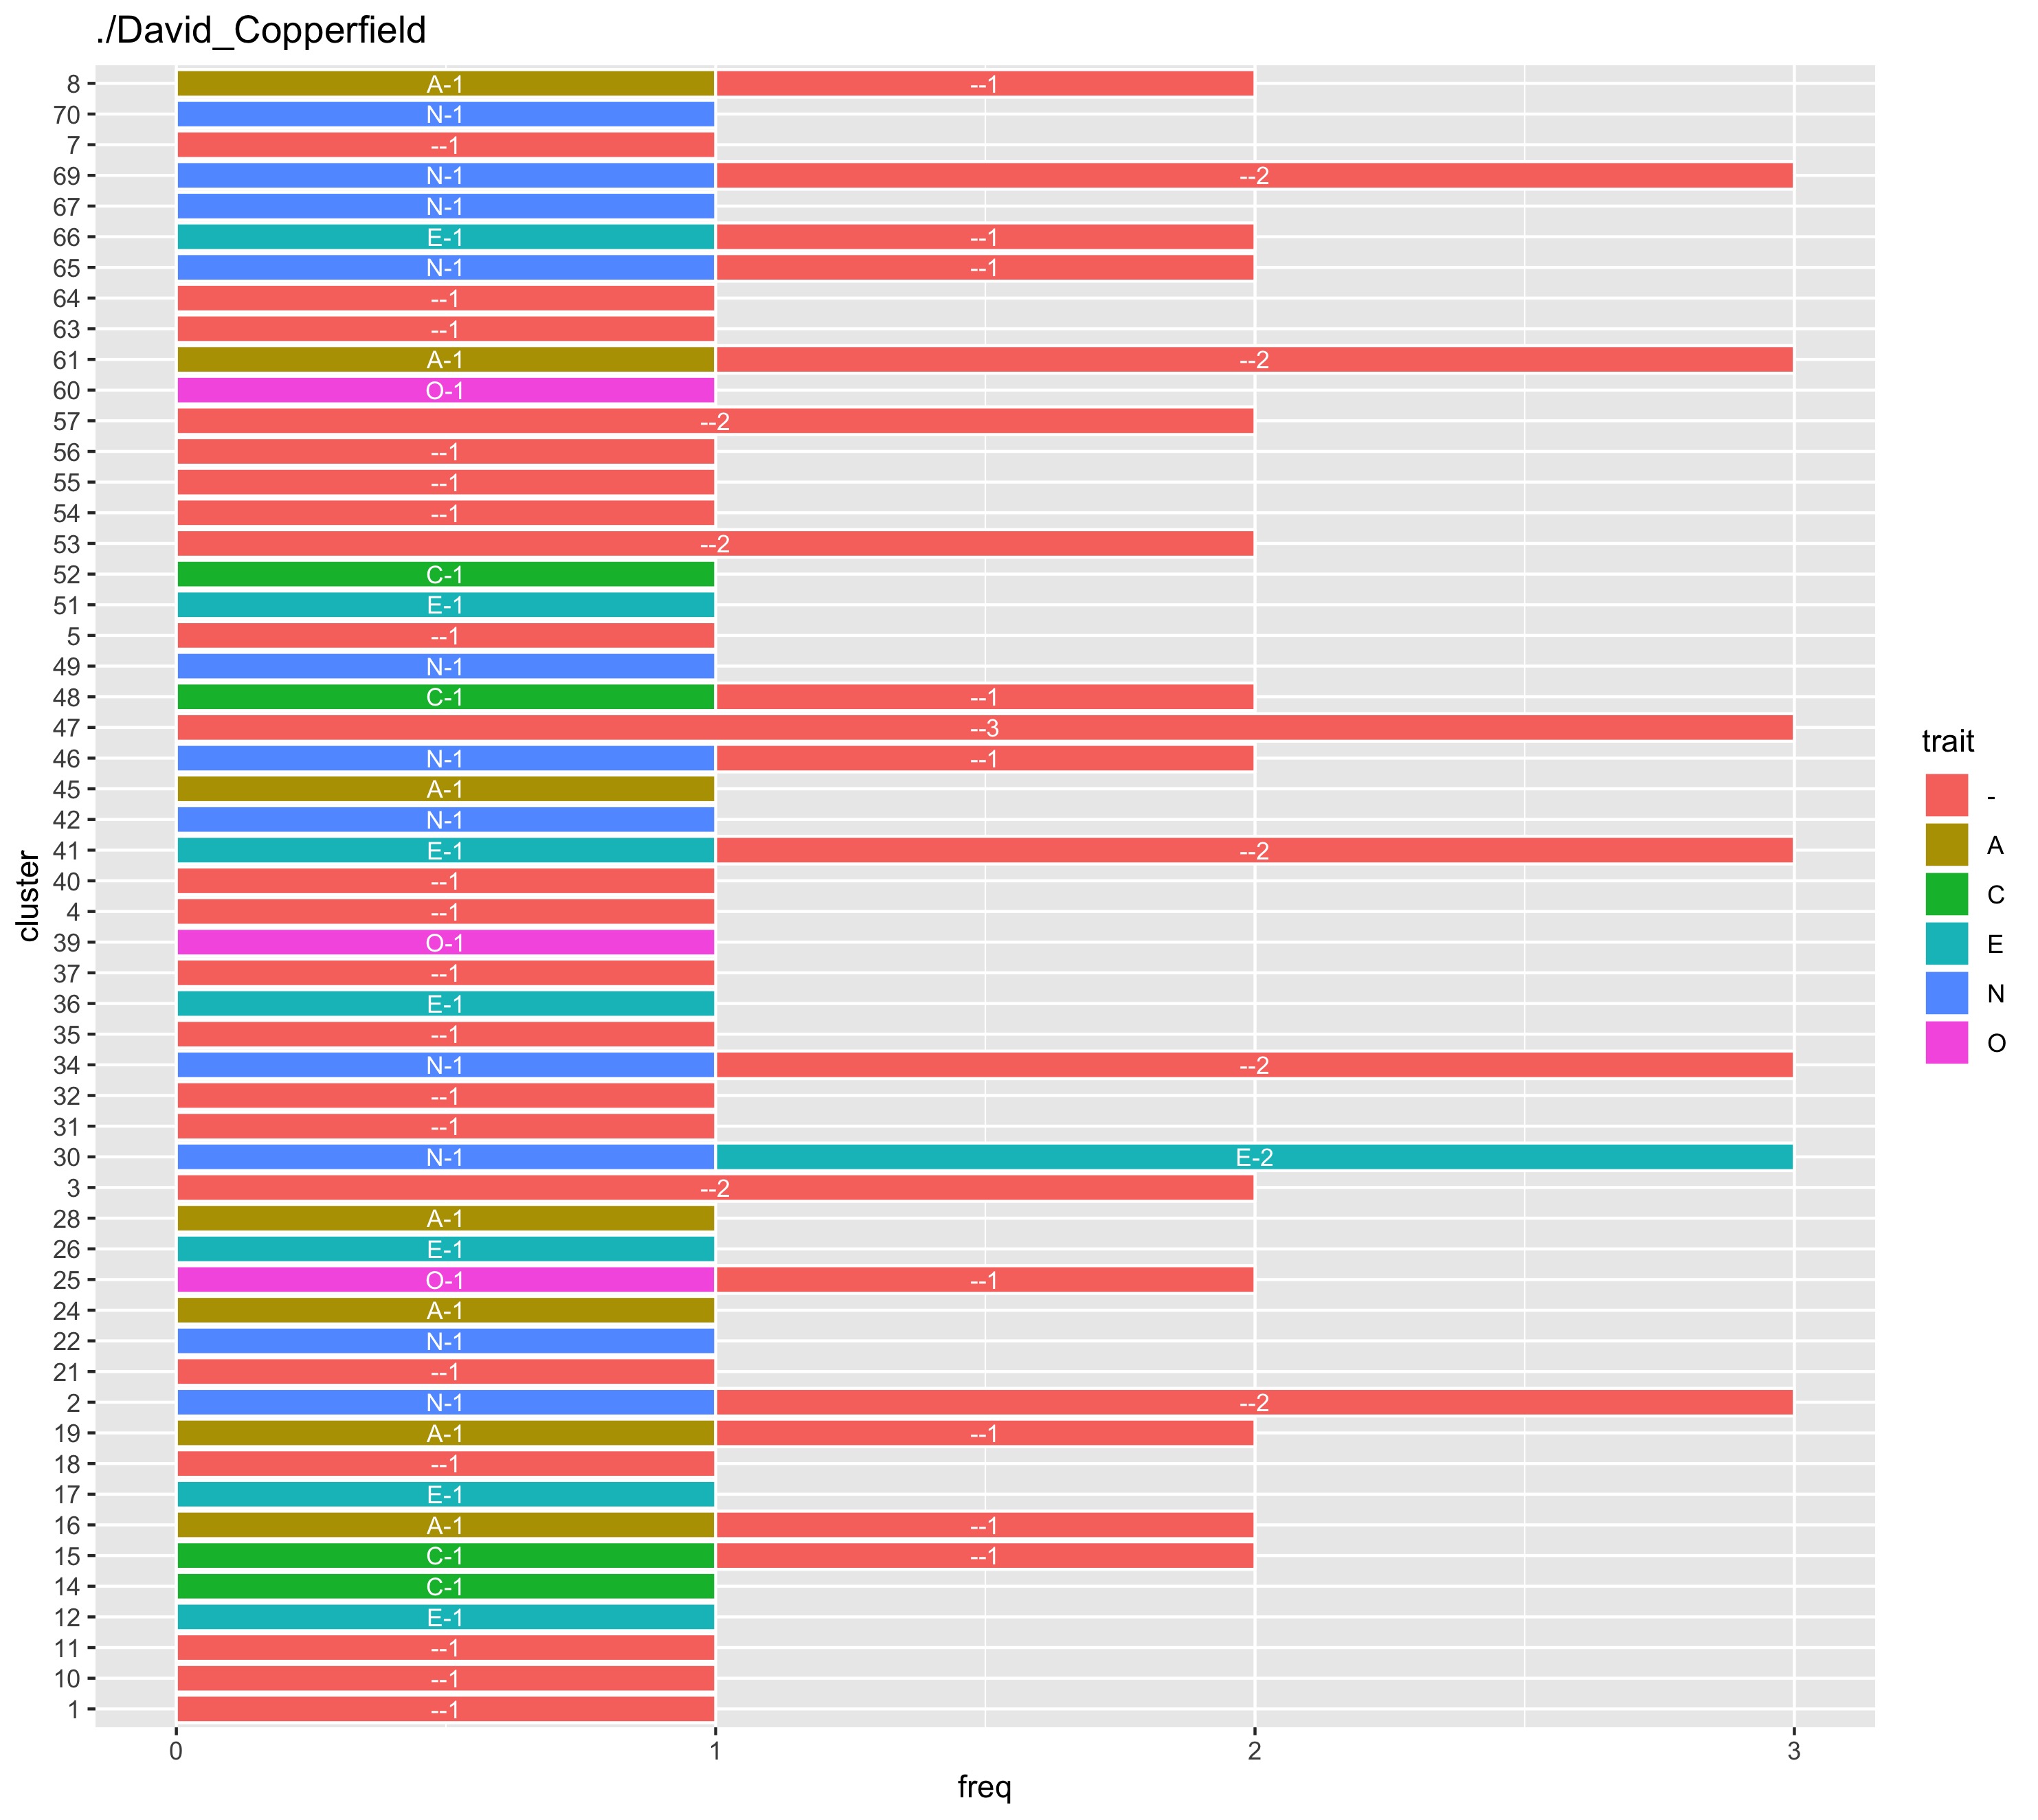 ./David_Copperfield
8 A-1 --1
70 N-1
7 --1
69 N-1 --2
67 N-1
66 E-1 --1
65 N-1 --1
64 --1
63 --1
61 A-1 --2
60 O-1
57 --2
56 --1
55 --1
54 --1
53 --2
52 C-1
51 E-1
5 --1
49 N-1
48 C-1 --1
47 --3
46 N-1 --1
45 A-1
42 N-1
41 E-1 --2
40 --1
4 --1
39 O-1
37 --1
36 E-1
35 --1
34 N-1 --2
32 --1
31 --1
30 N-1 E-2
3 --2
28 A-1
26 E-1
25 O-1 --1
24 A-1
22 N-1
21 --1
2 N-1 --2
19 A-1 --1
18 --1
17 E-1
16 A-1 --1
15 C-1 --1
14 C-1
12 E-1
11 --1
10 --1
1 --1
0 1 2 3
freq
cluster
trait
-
A
C
E
N
O